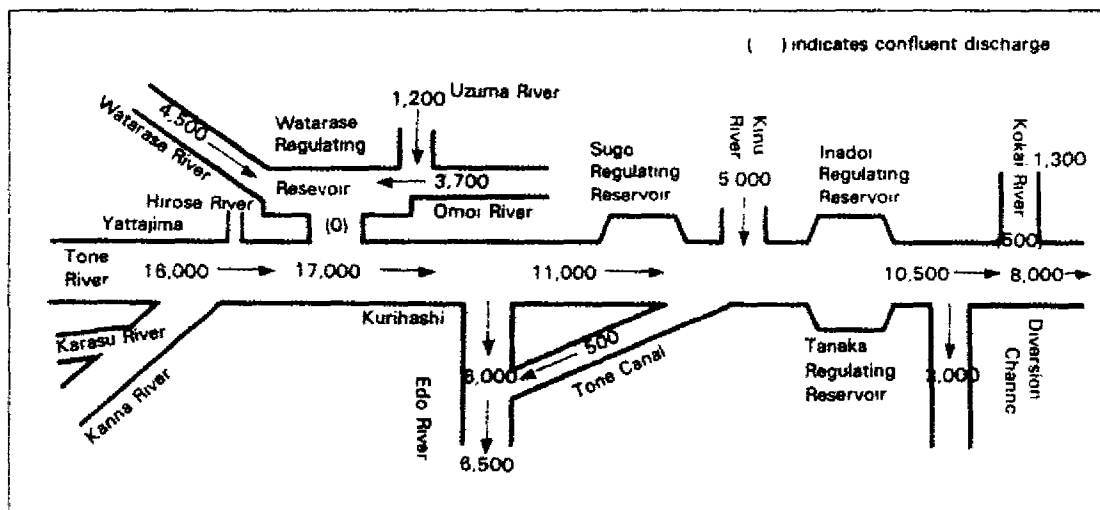 ( ) indicates confluent discharge
4,500
Watarase River
1,200
Uzuma River
Watarase
Regulating
Resevoir
3,700
Omoi River
Hirose River
(0)
Yattajima
Tone
River
16,000
17,000
11,000
Sugo
Regulating
Reservoir
Kinu
River
5 000
Inadoi
Regulating
Reservoir
Kokai River
1,300
(500)
10,500
8,000
Kurihashi
Karasu River
Kanna River
Edo River
6,000
500
Tone Canal
6,500
Tanaka
Regulating
Reservoir
Diversion